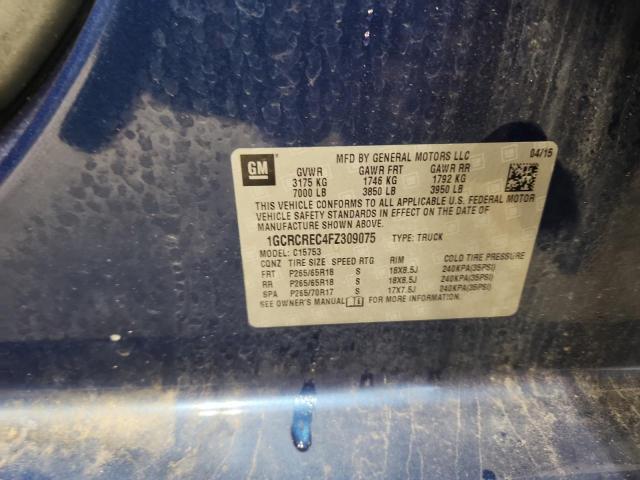 GM
MFD BY GENERAL MOTORS LLC 04/15
GVWR GAWR FRT GAWR RR
3175 KG 1746 KG 1792 KG
7000 LB 3850 LB 3950 LB
THIS VEHICLE CONFORMS TO ALL APPLICABLE U.S. FEDERAL MOTOR
VEHICLE SAFETY STANDARDS IN EFFECT ON THE DATE OF
MANUFACTURE SHOWN ABOVE.
1GCRCREC4FZ309075 TYPE: TRUCK
MODEL: C15753
CQNZ TIRE SIZE SPEED RTG RIM COLD TIRE PRESSURE
FRT P265/65R18 S 18X8.5J 240KPA(35PSI)
RR P265/65R18 S 18X8.5J 240KPA(35PSI)
SPA P265/70R17 S 17X7.5J 240KPA(35PSI)
SEE OWNER'S MANUAL FOR MORE INFORMATION.